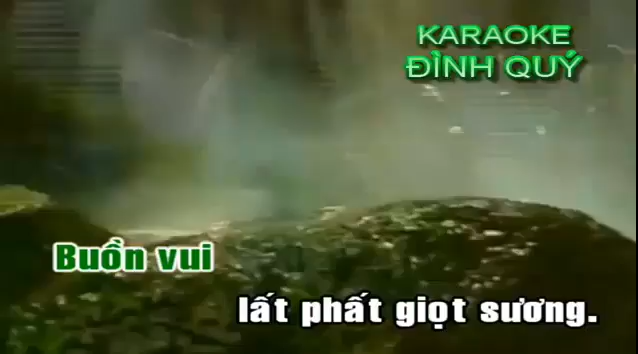 KARAOKE
ĐÌNH QUÝ
Buồn vui
lất phất giọt sương.